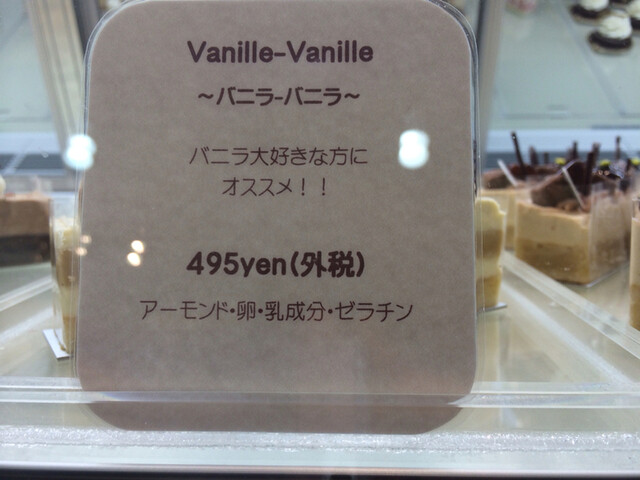 Vanille-Vanille
～バニラ-バニラ～
バニラ大好きな方に
オススメ！！
495yen(外税)
アーモンド・卵・乳成分・ゼラチン